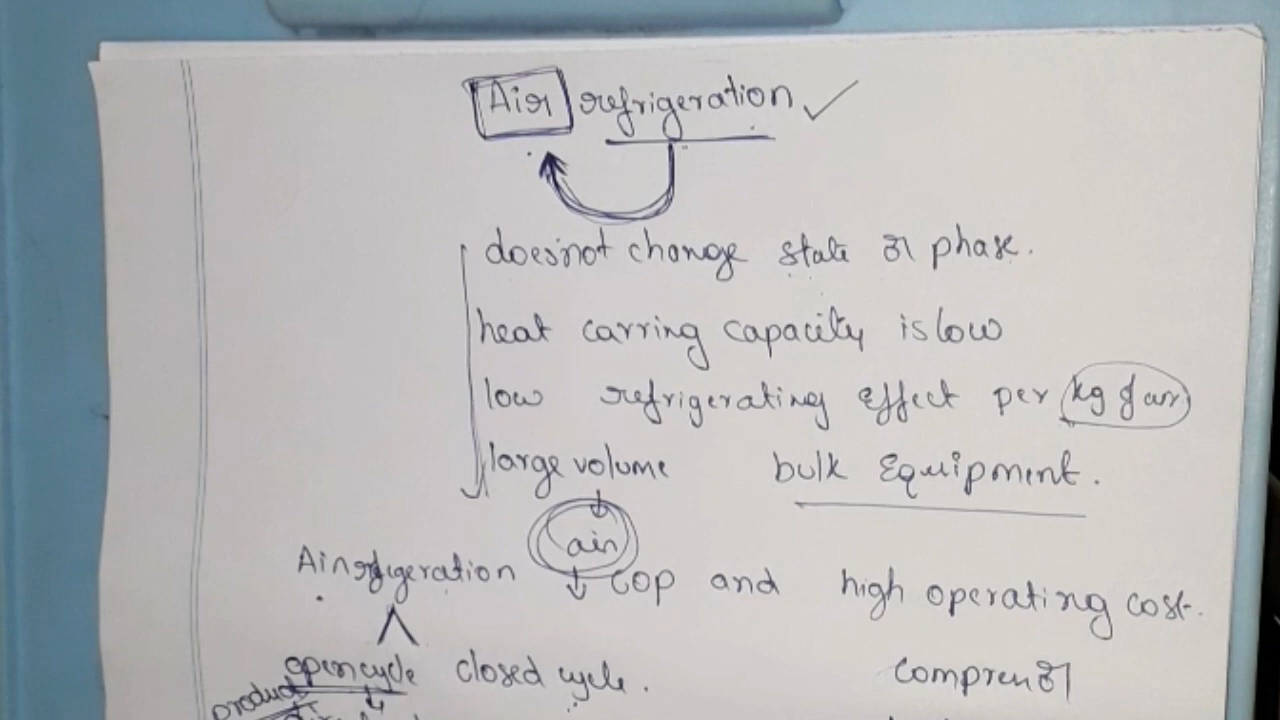 Air refrigeration ✓
doesnot change state or phase.
heat carring capacity is low
low refrigerating effect per kg of air
large volume bulk Equipment.
air
Air refrigeration ↓ COP and high operating cost.
open cycle closed cycle. compressor
product